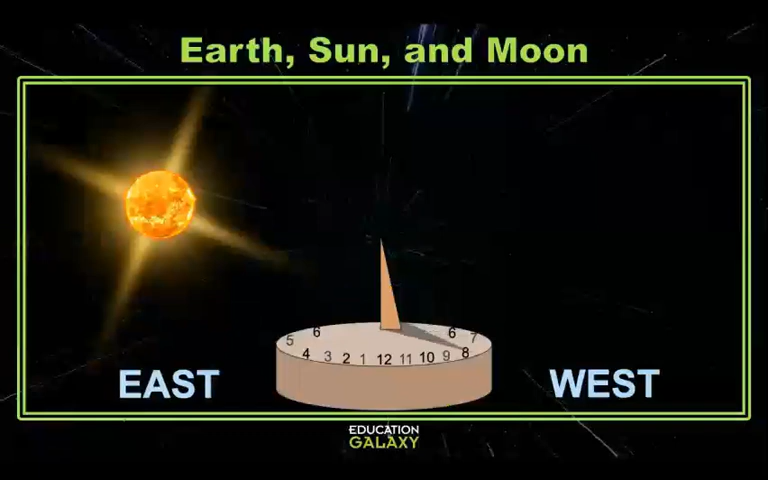 Earth, Sun, and Moon
5 6 6 7
4 3 2 1 12 11 10 9 8
EAST WEST
EDUCATION
GALAXY